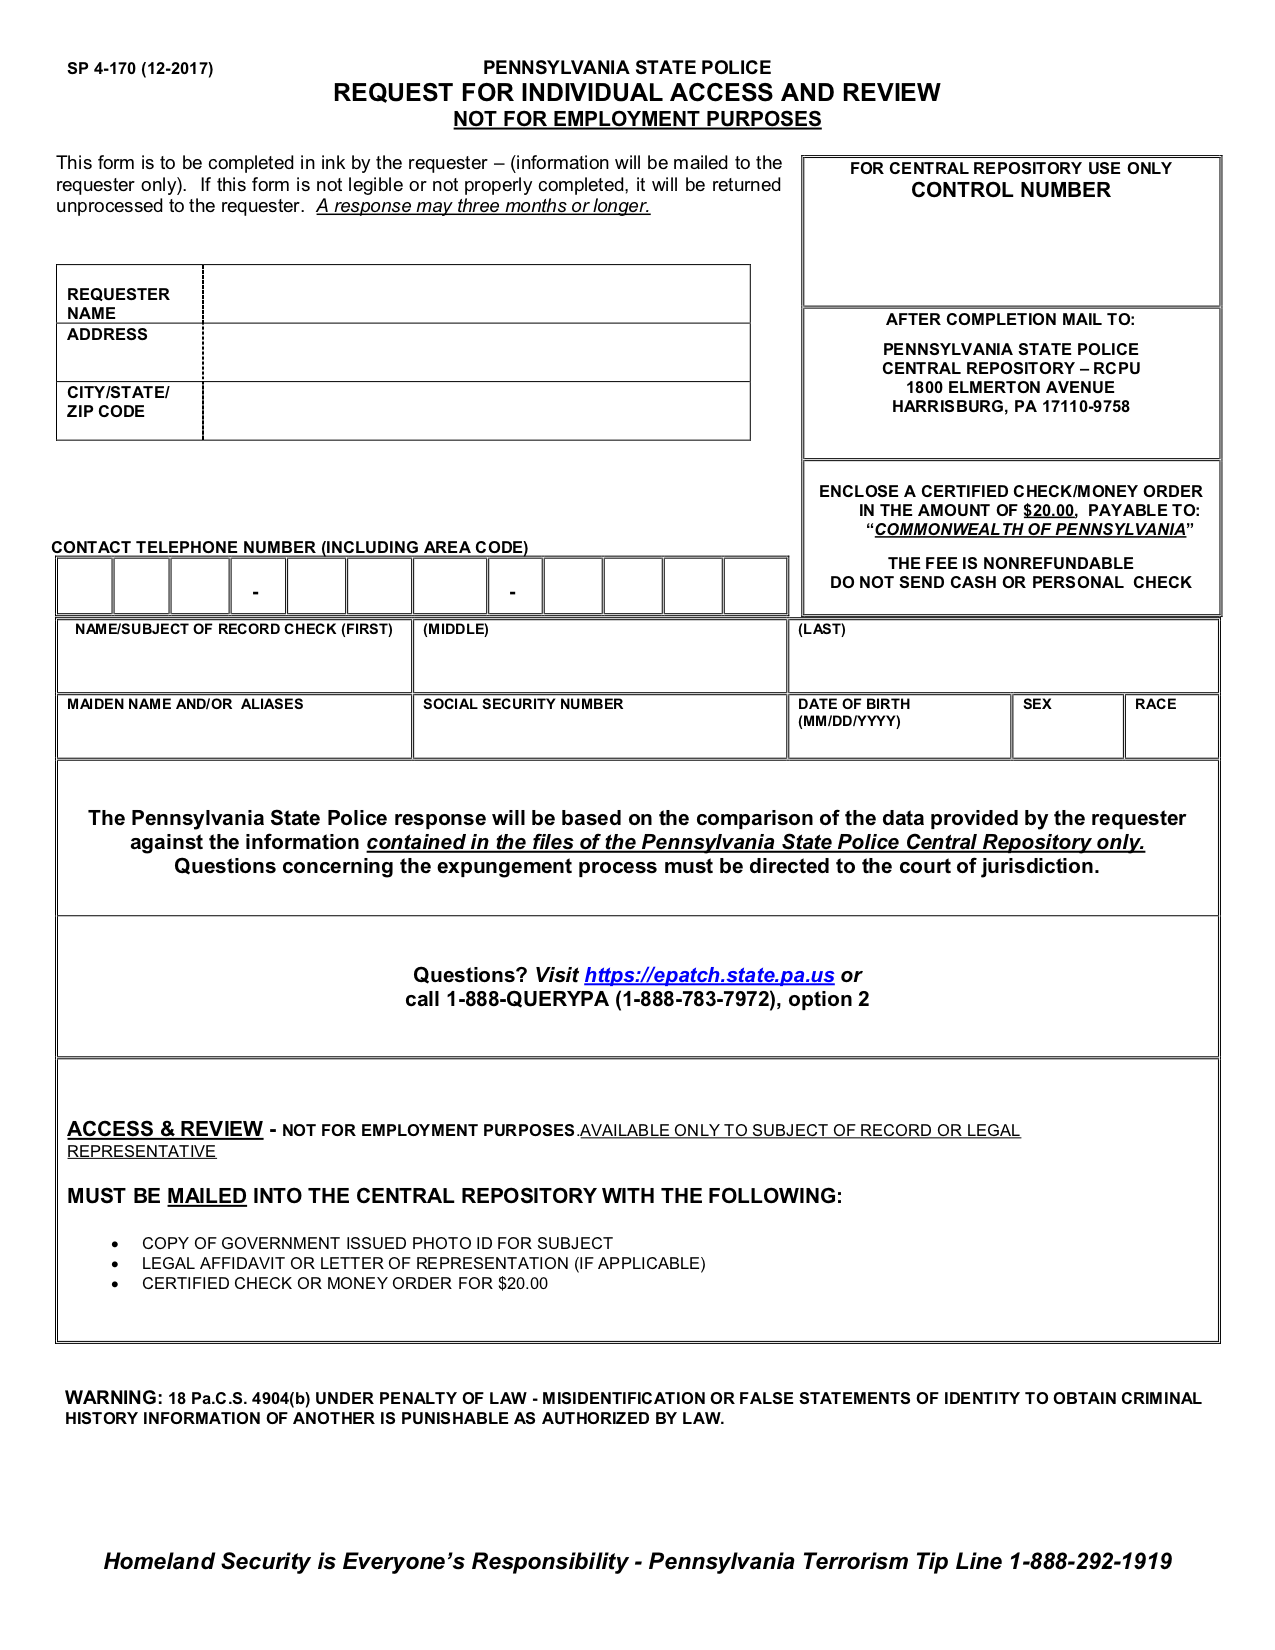 SP 4-170 (12-2017)
PENNSYLVANIA STATE POLICE
REQUEST FOR INDIVIDUAL ACCESS AND REVIEW
NOT FOR EMPLOYMENT PURPOSES
This form is to be completed in ink by the requester – (information will be mailed to the
requester only). If this form is not legible or not properly completed, it will be returned
unprocessed to the requester. A response may three months or longer.
FOR CENTRAL REPOSITORY USE ONLY
CONTROL NUMBER
REQUESTER
NAME
ADDRESS
CITY/STATE/
ZIP CODE
AFTER COMPLETION MAIL TO:
PENNSYLVANIA STATE POLICE
CENTRAL REPOSITORY – RCPU
1800 ELMERTON AVENUE
HARRISBURG, PA 17110-9758
ENCLOSE A CERTIFIED CHECK/MONEY ORDER
IN THE AMOUNT OF $20.00, PAYABLE TO:
“COMMONWEALTH OF PENNSYLVANIA”
THE FEE IS NONREFUNDABLE
DO NOT SEND CASH OR PERSONAL CHECK
CONTACT TELEPHONE NUMBER (INCLUDING AREA CODE)
- -
NAME/SUBJECT OF RECORD CHECK (FIRST) (MIDDLE) (LAST)
MAIDEN NAME AND/OR ALIASES SOCIAL SECURITY NUMBER DATE OF BIRTH SEX RACE
(MM/DD/YYYY)
The Pennsylvania State Police response will be based on the comparison of the data provided by the requester
against the information contained in the files of the Pennsylvania State Police Central Repository only.
Questions concerning the expungement process must be directed to the court of jurisdiction.
Questions? Visit https://epatch.state.pa.us or
call 1-888-QUERYPA (1-888-783-7972), option 2
ACCESS & REVIEW - NOT FOR EMPLOYMENT PURPOSES.AVAILABLE ONLY TO SUBJECT OF RECORD OR LEGAL
REPRESENTATIVE
MUST BE MAILED INTO THE CENTRAL REPOSITORY WITH THE FOLLOWING:
• COPY OF GOVERNMENT ISSUED PHOTO ID FOR SUBJECT
• LEGAL AFFIDAVIT OR LETTER OF REPRESENTATION (IF APPLICABLE)
• CERTIFIED CHECK OR MONEY ORDER FOR $20.00
WARNING: 18 Pa.C.S. 4904(b) UNDER PENALTY OF LAW - MISIDENTIFICATION OR FALSE STATEMENTS OF IDENTITY TO OBTAIN CRIMINAL
HISTORY INFORMATION OF ANOTHER IS PUNISHABLE AS AUTHORIZED BY LAW.
Homeland Security is Everyone’s Responsibility - Pennsylvania Terrorism Tip Line 1-888-292-1919